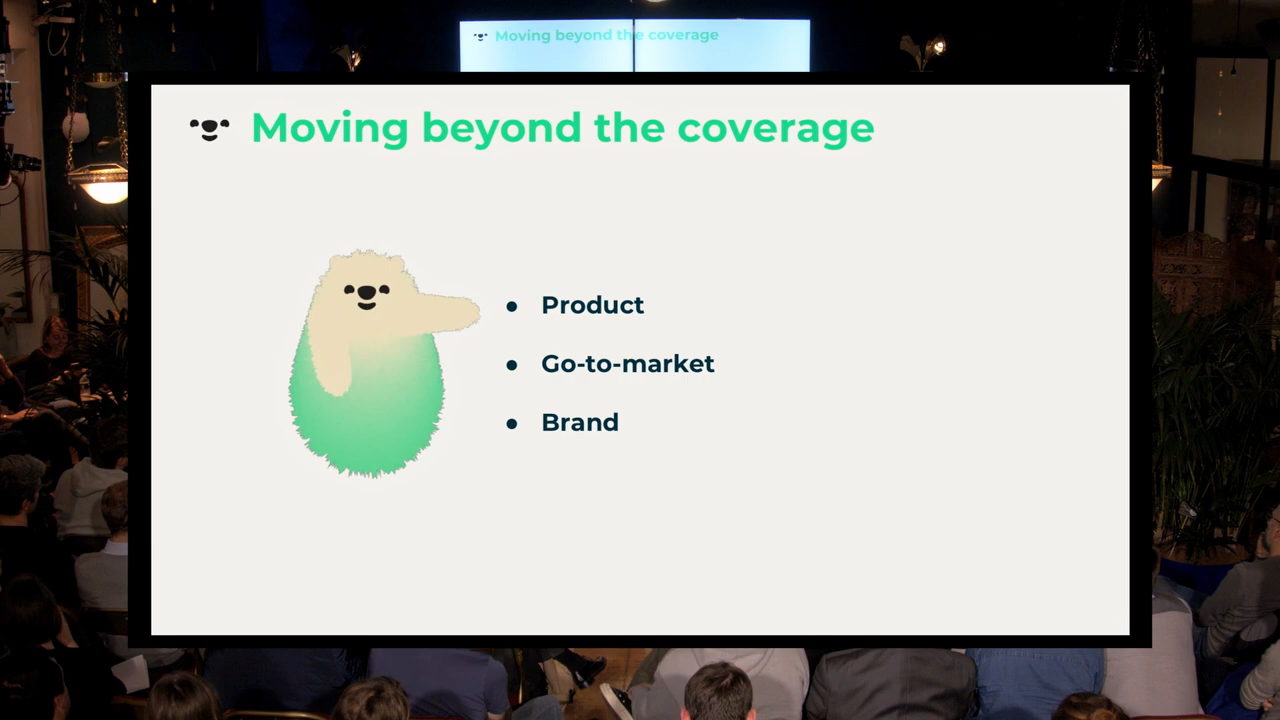 Moving beyond the coverage
Moving beyond the coverage
• Product
• Go-to-market
• Brand